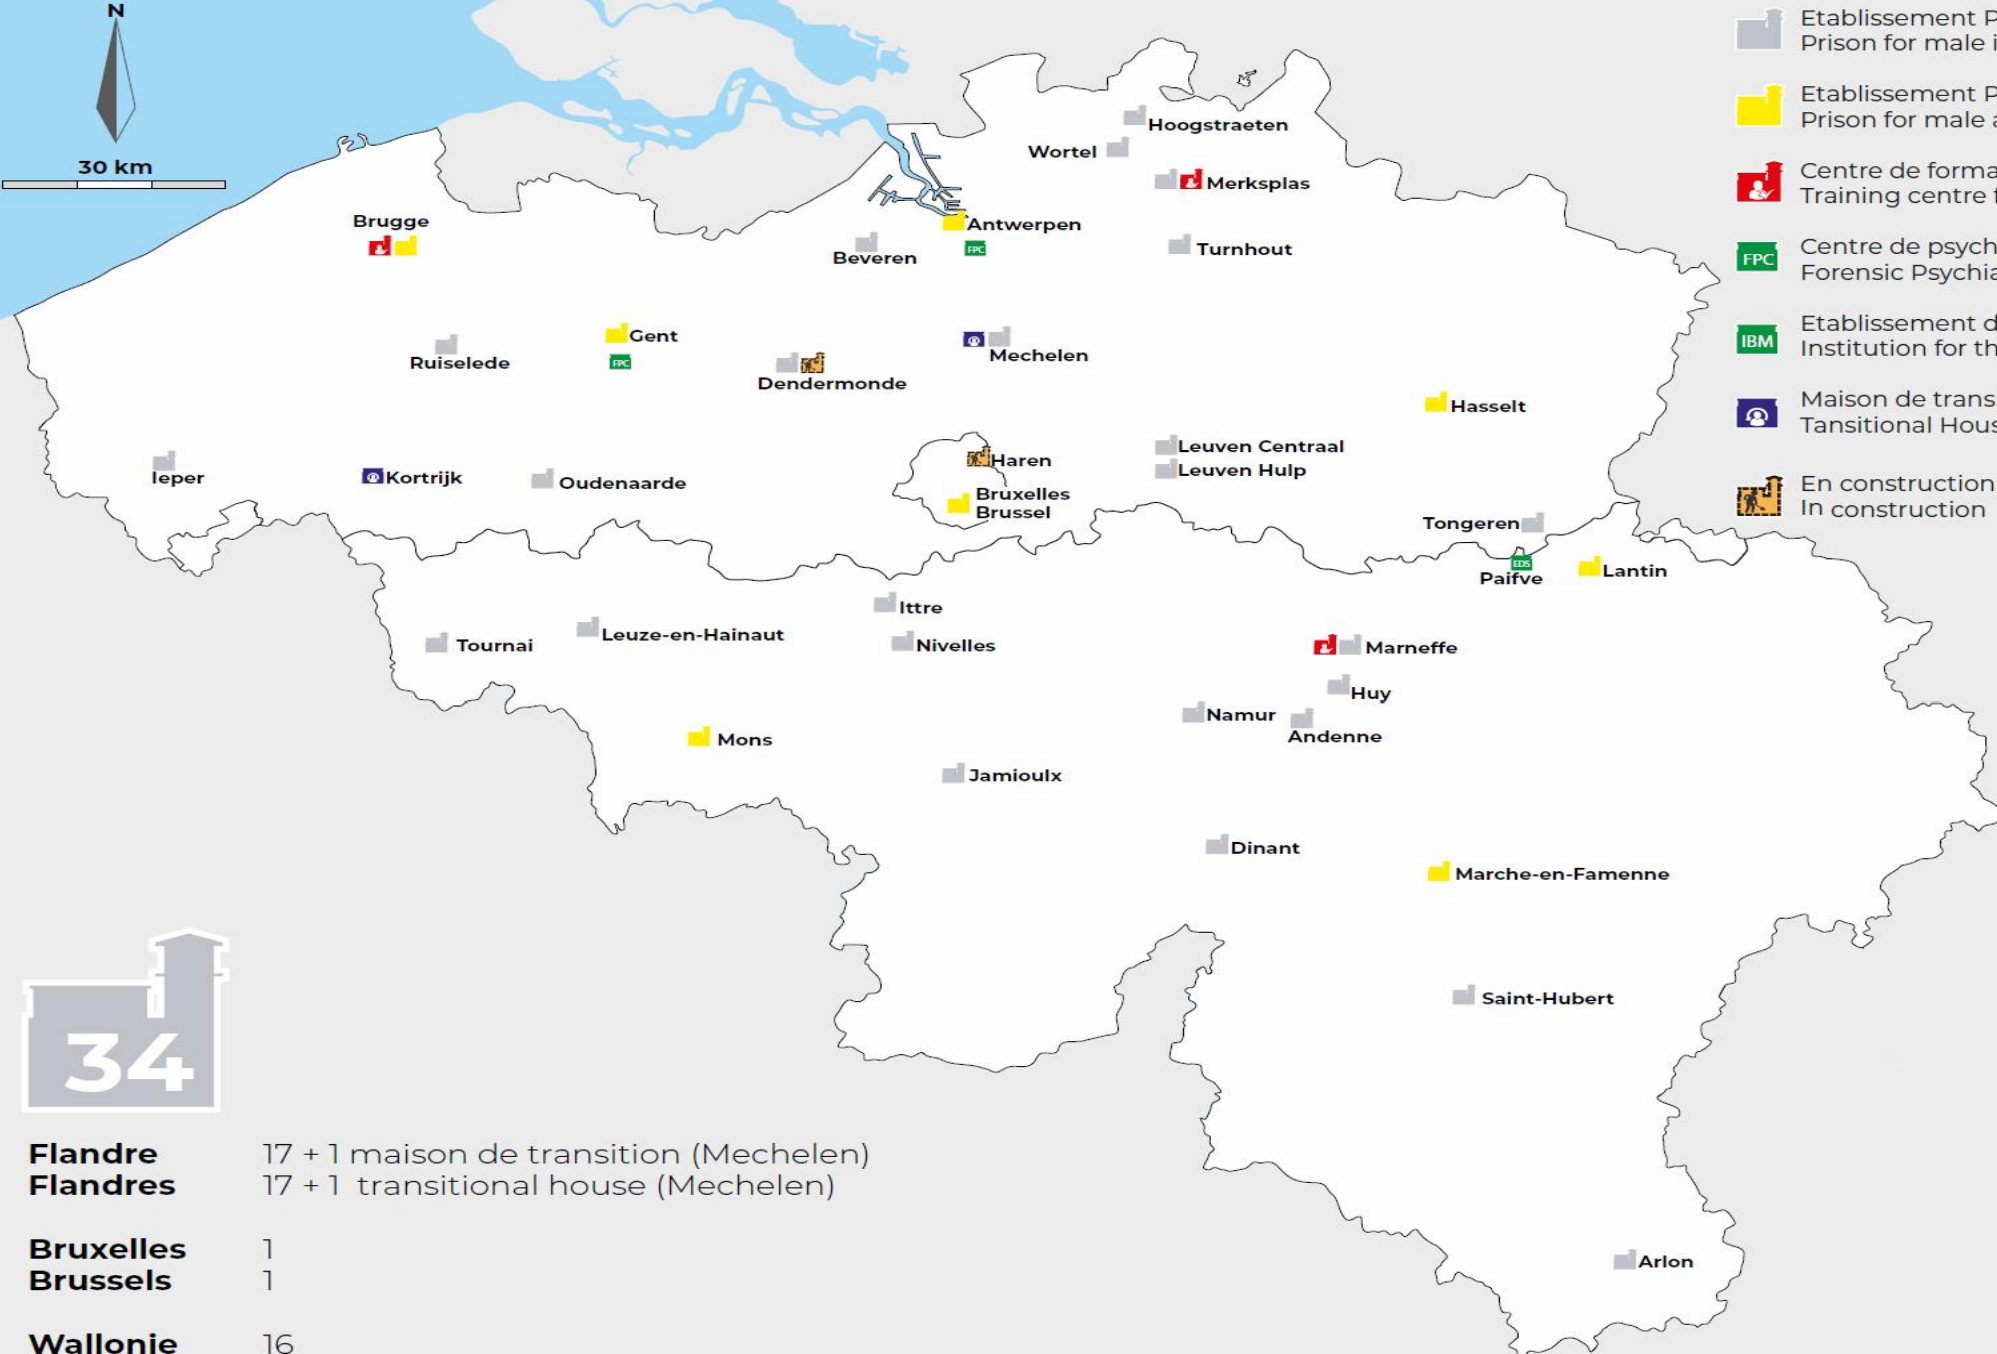 N
30 km
Etablissement P
Prison for male i
Etablissement P
Prison for male a
Centre de forma
Training centre f
FPC
Centre de psych
Forensic Psychia
IBM
Etablissement d
Institution for th
Maison de trans
Tansitional Hous
En construction
In construction
Hoogstraeten
Wortel
Merksplas
Brugge
Antwerpen
FPC
Beveren
Turnhout
Gent
FPC
Ruiselede
Dendermonde
Mechelen
Hasselt
Ieper
Kortrijk
Oudenaarde
Haren
Bruxelles
Brussel
Leuven Centraal
Leuven Hulp
Tongeren
EDS
Paifve
Lantin
Ittre
Leuze-en-Hainaut
Tournai
Nivelles
Marneffe
Huy
Namur
Andenne
Mons
Jamioulx
Dinant
Marche-en-Famenne
Saint-Hubert
Arlon
34
Flandre 17 + 1 maison de transition (Mechelen)
Flandres 17 + 1 transitional house (Mechelen)
Bruxelles 1
Brussels 1
Wallonie 16